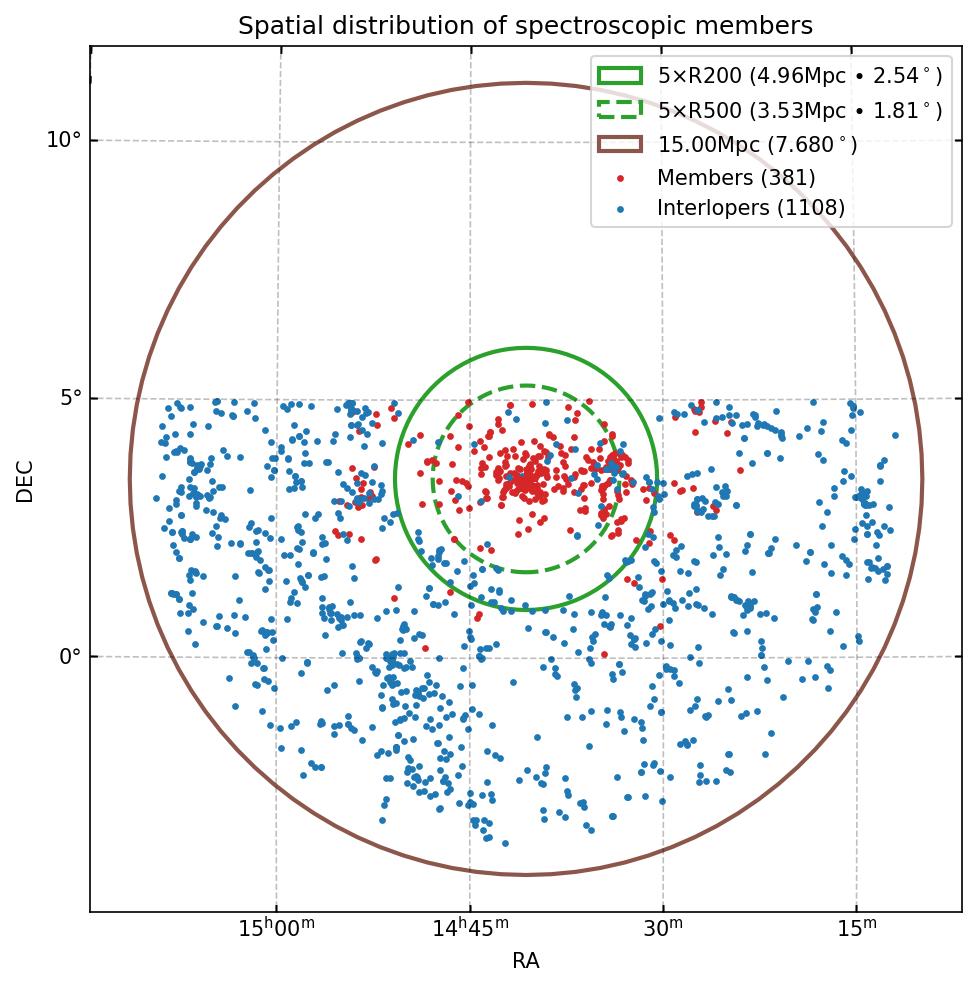 Spatial distribution of spectroscopic members
5×R200 (4.96Mpc • 2.54°)
5×R500 (3.53Mpc • 1.81°)
15.00Mpc (7.680°)
Members (381)
Interlopers (1108)
10°
5°
0°
DEC
15ʰ00ᵐ
14ʰ45ᵐ
30ᵐ
15ᵐ
RA